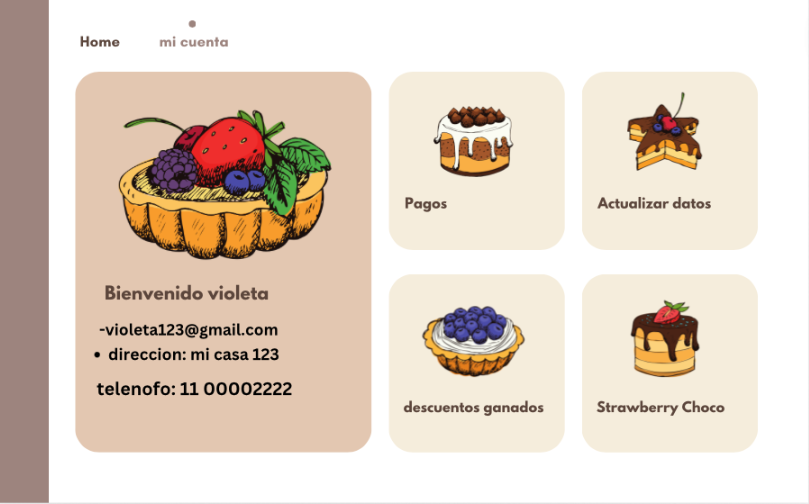 Home
mi cuenta
Pagos
Actualizar datos
Bienvenido violeta
-violeta123@gmail.com
• direccion: mi casa 123
telenofo: 11 00002222
descuentos ganados
Strawberry Choco